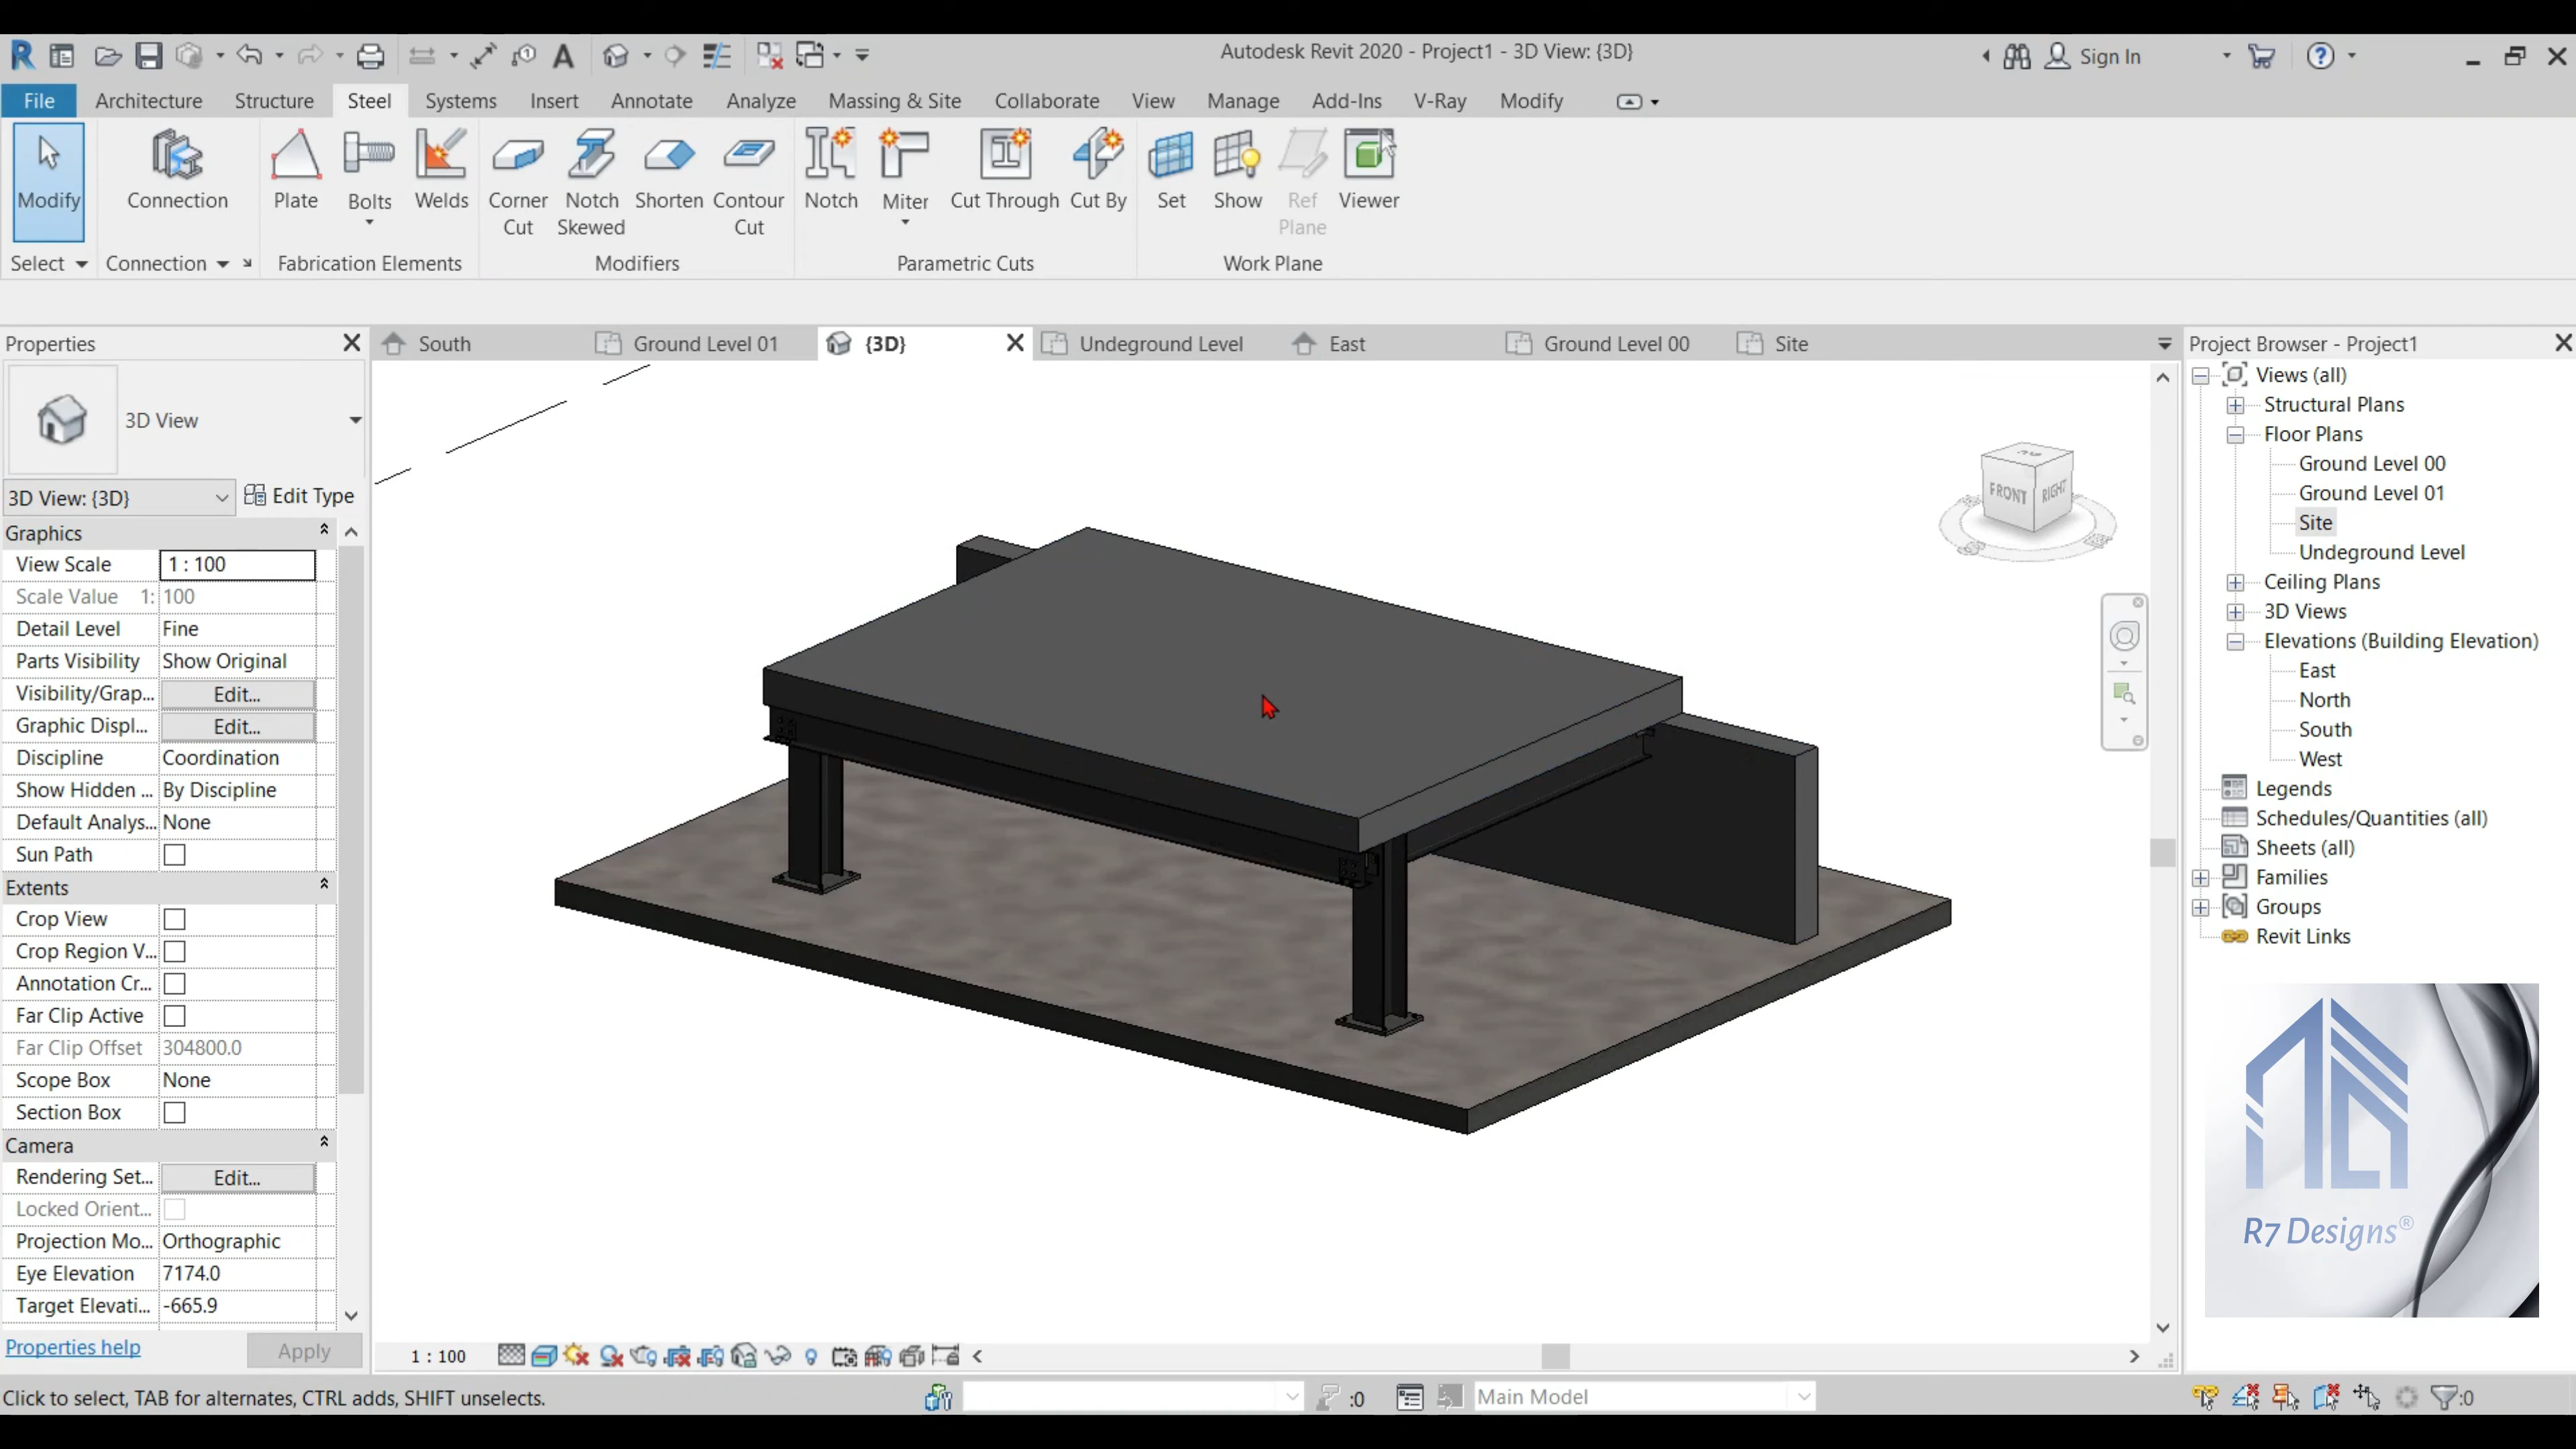 Autodesk Revit 2020 - Project1 - 3D View: {3D}
Sign In
File Architecture Structure Steel Systems Insert Annotate Analyze Massing & Site Collaborate View Manage Add-Ins V-Ray Modify
Modify
Connection
Plate
Bolts
Welds
Corner
Cut
Notch
Skewed
Shorten
Contour
Cut
Notch
Miter
Cut Through
Cut By
Set
Show
Ref
Plane
Viewer
Select
Connection
Fabrication Elements
Modifiers
Parametric Cuts
Work Plane
Properties
South
Ground Level 01
{3D}
Undeground Level
East
Ground Level 00
Site
Project Browser - Project1
3D View
3D View: {3D}
Edit Type
Graphics
View Scale 1 : 100
Scale Value 1: 100
Detail Level Fine
Parts Visibility Show Original
Visibility/Grap... Edit...
Graphic Displ... Edit...
Discipline Coordination
Show Hidden ... By Discipline
Default Analys... None
Sun Path
Extents
Crop View
Crop Region V...
Annotation Cr...
Far Clip Active
Far Clip Offset 304800.0
Scope Box None
Section Box
Camera
Rendering Set... Edit...
Locked Orient...
Projection Mo... Orthographic
Eye Elevation 7174.0
Target Elevati... -665.9
Properties help
Apply
FRONT
RIGHT
Views (all)
Structural Plans
Floor Plans
Ground Level 00
Ground Level 01
Site
Undeground Level
Ceiling Plans
3D Views
Elevations (Building Elevation)
East
North
South
West
Legends
Schedules/Quantities (all)
Sheets (all)
Families
Groups
Revit Links
R7 Designs®
1 : 100
Click to select, TAB for alternates, CTRL adds, SHIFT unselects.
:0
Main Model
:0